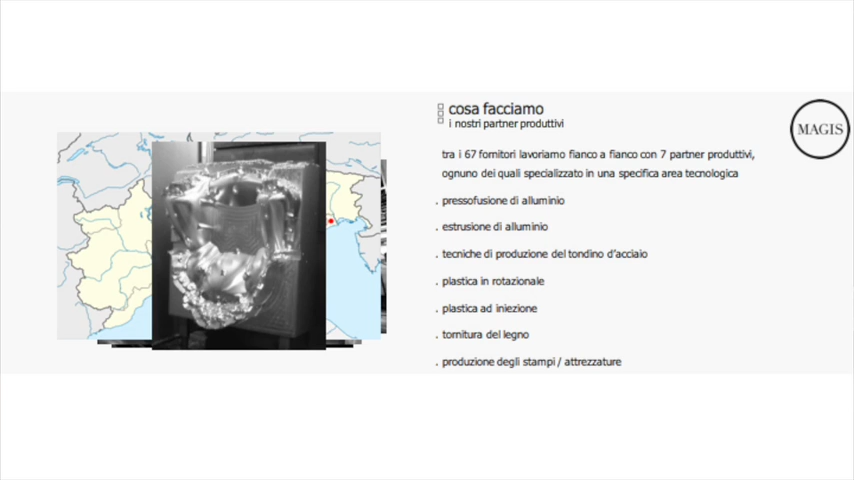 cosa facciamo
i nostri partner produttivi
MAGIS
tra i 67 fornitori lavoriamo fianco a fianco con 7 partner produttivi,
ognuno dei quali specializzato in una specifica area tecnologica
. pressofusione di alluminio
. estrusione di alluminio
. tecniche di produzione del tondino d'acciaio
. plastica in rotazionale
. plastica ad iniezione
. tornitura del legno
. produzione degli stampi / attrezzature